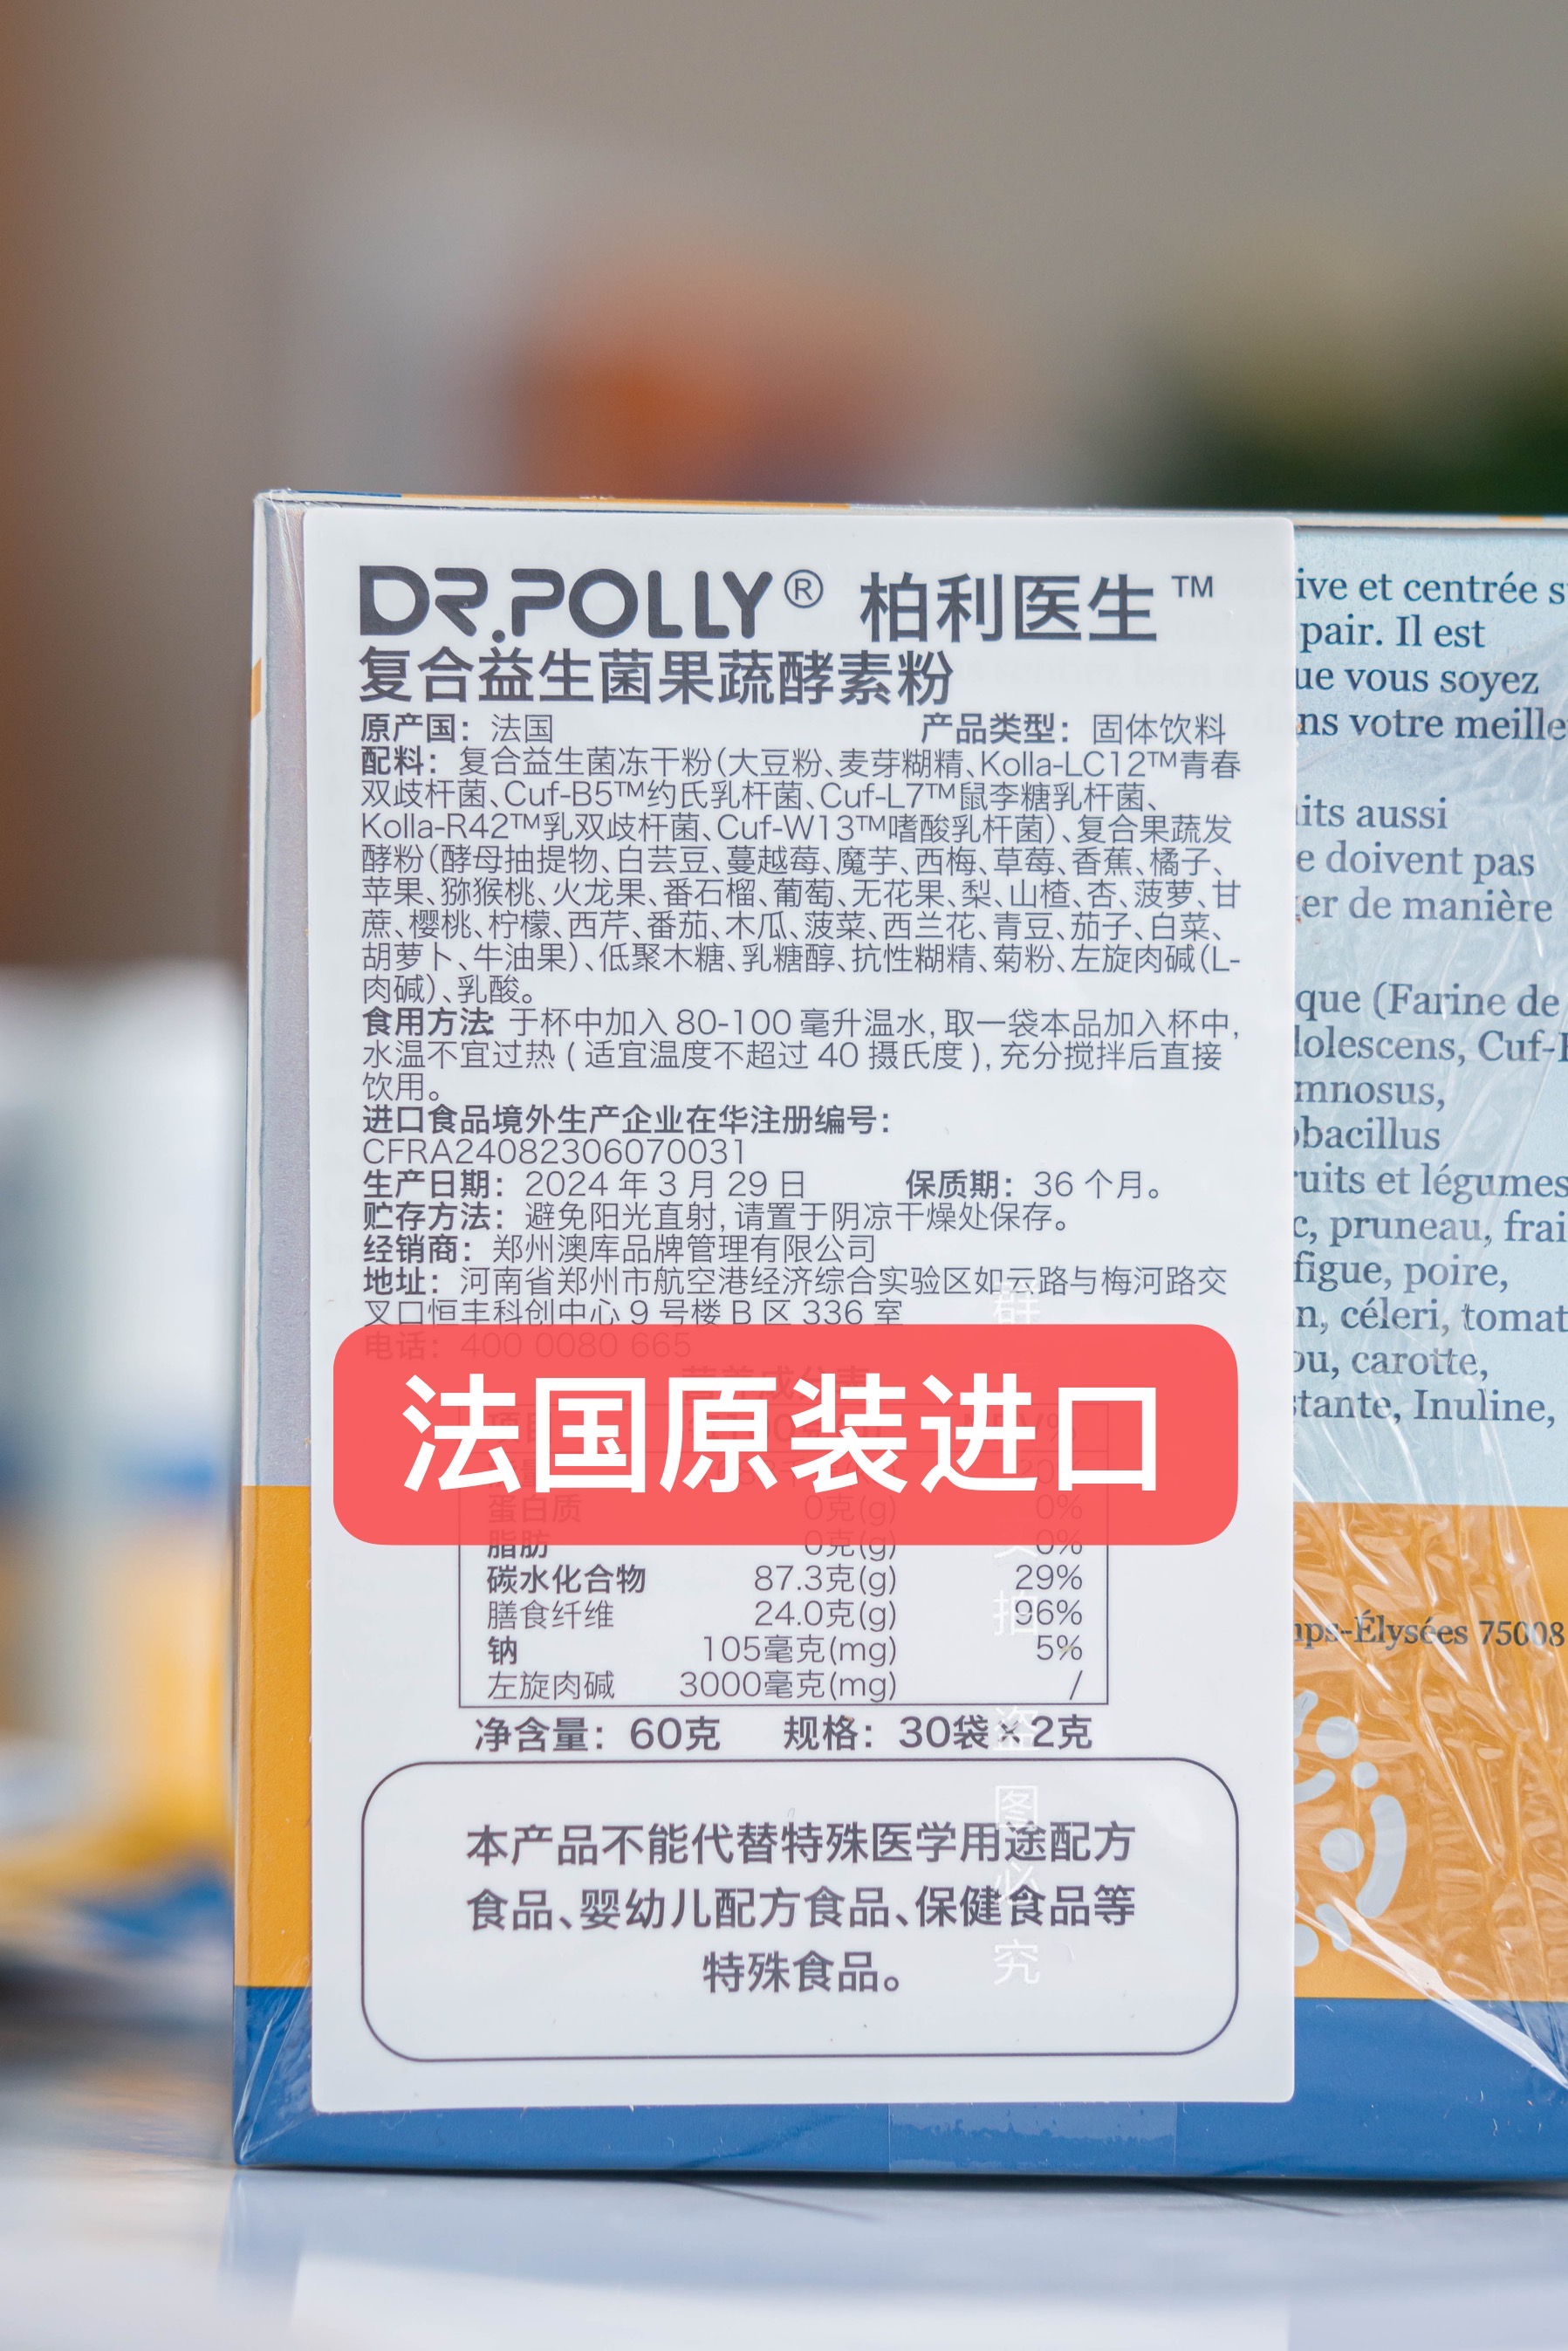 DR.POLLY® 柏利医生™
复合益生菌果蔬酵素粉
原产国：法国 产品类型：固体饮料
配料：复合益生菌冻干粉（大豆粉、麦芽糊精、Kolla-LC12™青春
双歧杆菌、Cuf-B5™约氏乳杆菌、Cuf-L7™鼠李糖乳杆菌、
Kolla-R42™乳双歧杆菌、Cuf-W13™嗜酸乳杆菌）、复合果蔬发
酵粉（酵母抽提物、白芸豆、蔓越莓、魔芋、西梅、草莓、香蕉、橘子、
苹果、猕猴桃、火龙果、番石榴、葡萄、无花果、梨、山楂、杏、菠萝、甘
蔗、樱桃、柠檬、西芹、番茄、木瓜、菠菜、西兰花、青豆、茄子、白菜、
胡萝卜、牛油果）、低聚木糖、乳糖醇、抗性糊精、菊粉、左旋肉碱（L-
肉碱）、乳酸。
食用方法：于杯中加入 80-100 毫升温水，取一袋本品加入杯中，
水温不宜过热 ( 适宜温度不超过 40 摄氏度 )，充分搅拌后直接
饮用。
进口食品境外生产企业在华注册编号：
CFRA24082306070031
生产日期：2024 年 3 月 29 日 保质期：36 个月。
贮存方法：避免阳光直射，请置于阴凉干燥处保存。
经销商：郑州澳库品牌管理有限公司
地址：河南省郑州市航空港经济综合实验区如云路与梅河路交
叉口恒丰科创中心 9 号楼 B 区 336 室
电话：400 0080 665
营养成分表
法国原装进口
蛋白质 0克(g) 0%
脂肪 0克(g) 0%
碳水化合物 87.3克(g) 29%
膳食纤维 24.0克(g) 96%
钠 105毫克(mg) 5%
左旋肉碱 3000毫克(mg) /
净含量：60克 规格：30袋×2克
本产品不能代替特殊医学用途配方
食品、婴幼儿配方食品、保健食品等
特殊食品。
ive et centrée s
pair. Il est
ue vous soyez
ns votre meille
its aussi
e doivent pas
er de manière
que (Farine de
lolescens, Cuf-
mnosus,
bacillus
ruits et légumes
c, pruneau, frai
figue, poire,
n, céleri, tomat
ou, carotte,
stante, Inuline,
mps-Élysées 75008
群
拍
盗
图
必
究